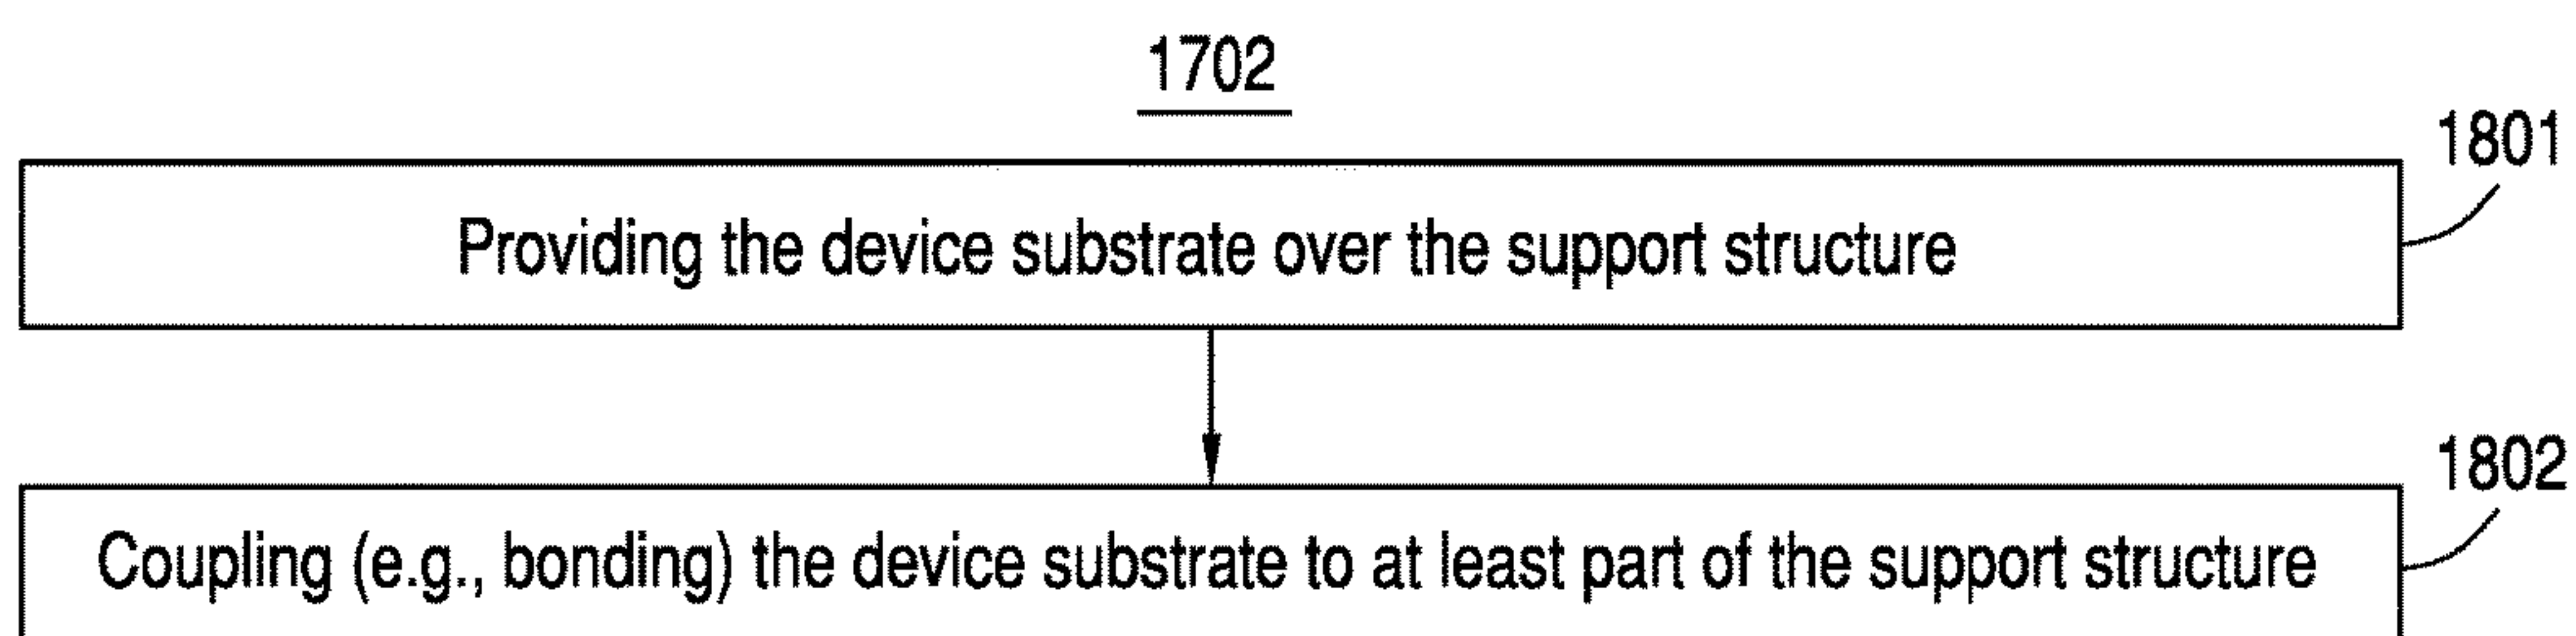 1702
1801
Providing the device substrate over the support structure
1802
Coupling (e.g., bonding) the device substrate to at least part of the support structure